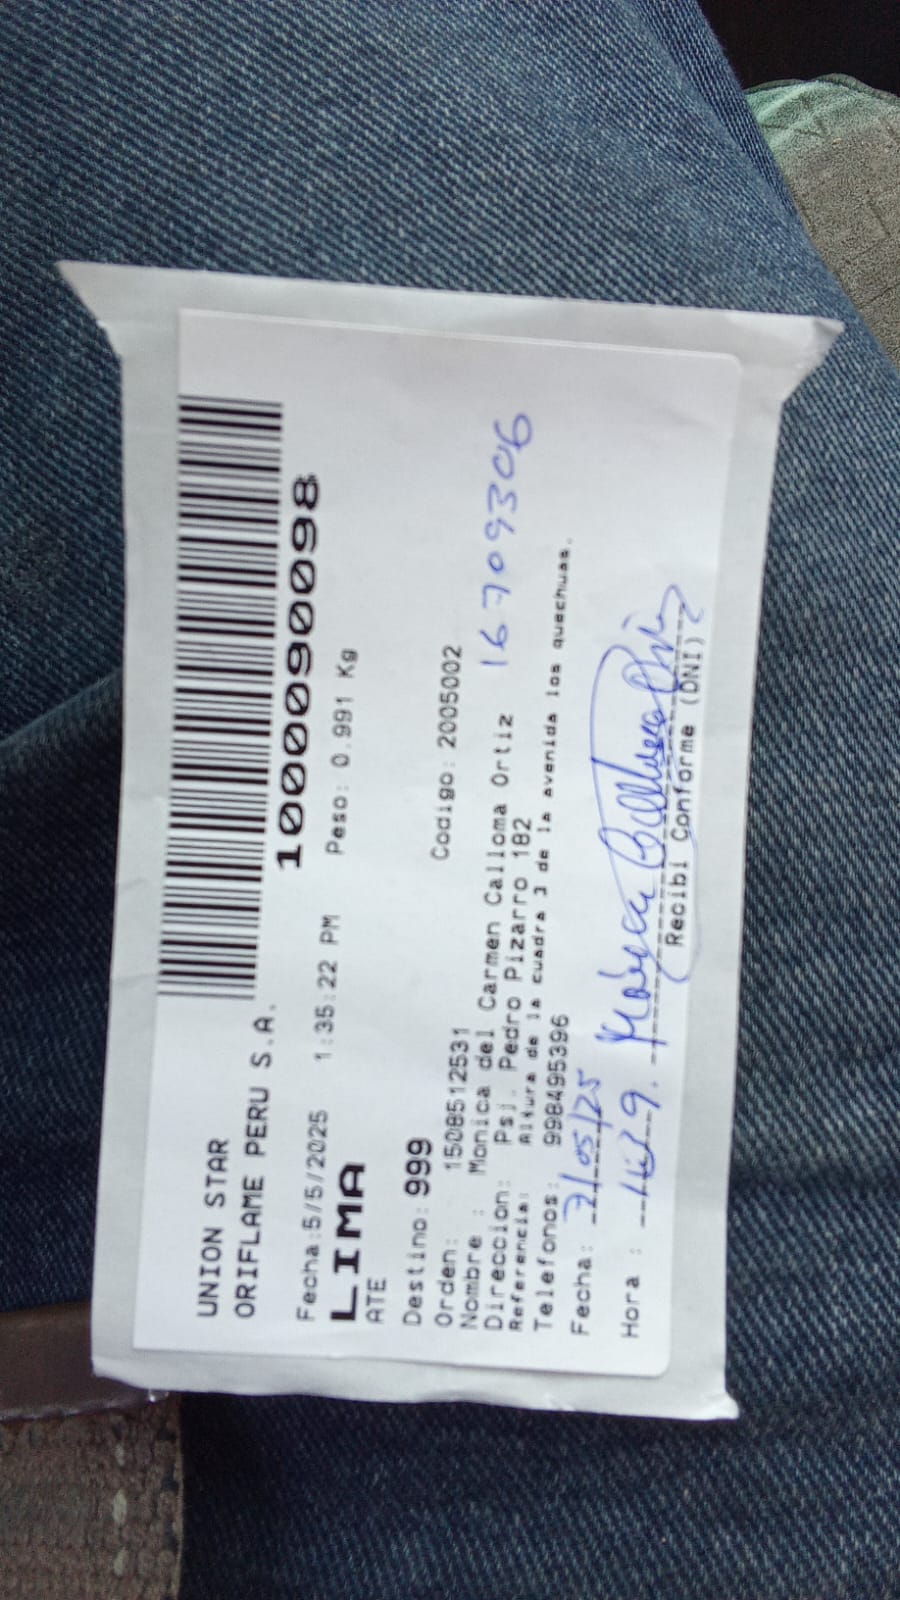 UNION STAR
ORIFLAME PERU S.A.
1000090098
Fecha:5/5/2025 1:35:22 PM Peso: 0.991 Kg
LIMA
ATE
Destino: 999
Orden: 1508512531 Codigo: 2005002
Nombre : Monica del Carmen Calloma Ortiz 16709306
Direccion: Psj. Pedro Pizarro 182
Referencia: Altura de la cuadra 3 de la avenida los quechuas.
Telefonos: 998495396
Fecha: 7/05/25
Hora :
Recibi Conforme (DNI)